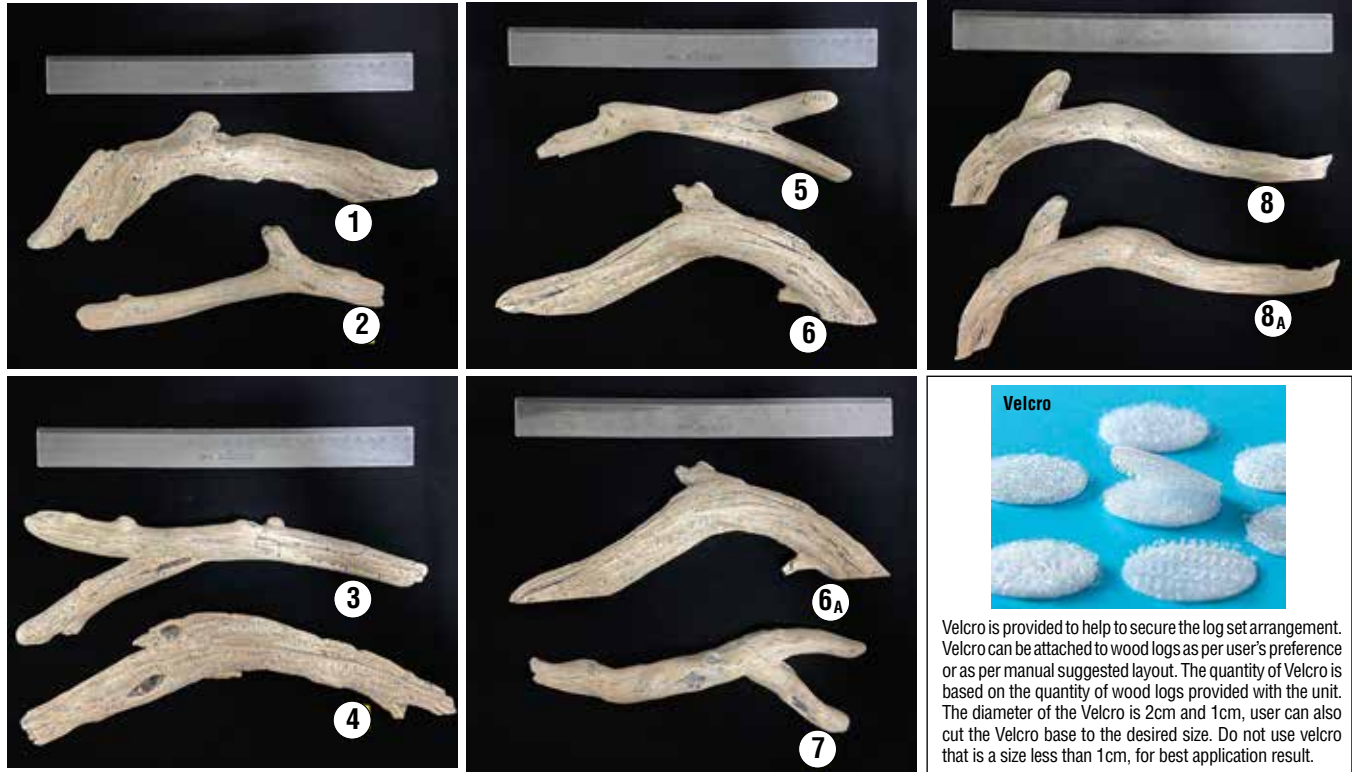 1
2
5
6
8
8A
3
4
6A
7
Velcro
Velcro is provided to help to secure the log set arrangement.
Velcro can be attached to wood logs as per user's preference
or as per manual suggested layout. The quantity of Velcro is
based on the quantity of wood logs provided with the unit.
The diameter of the Velcro is 2cm and 1cm, user can also
cut the Velcro base to the desired size. Do not use velcro
that is a size less than 1cm, for best application result.